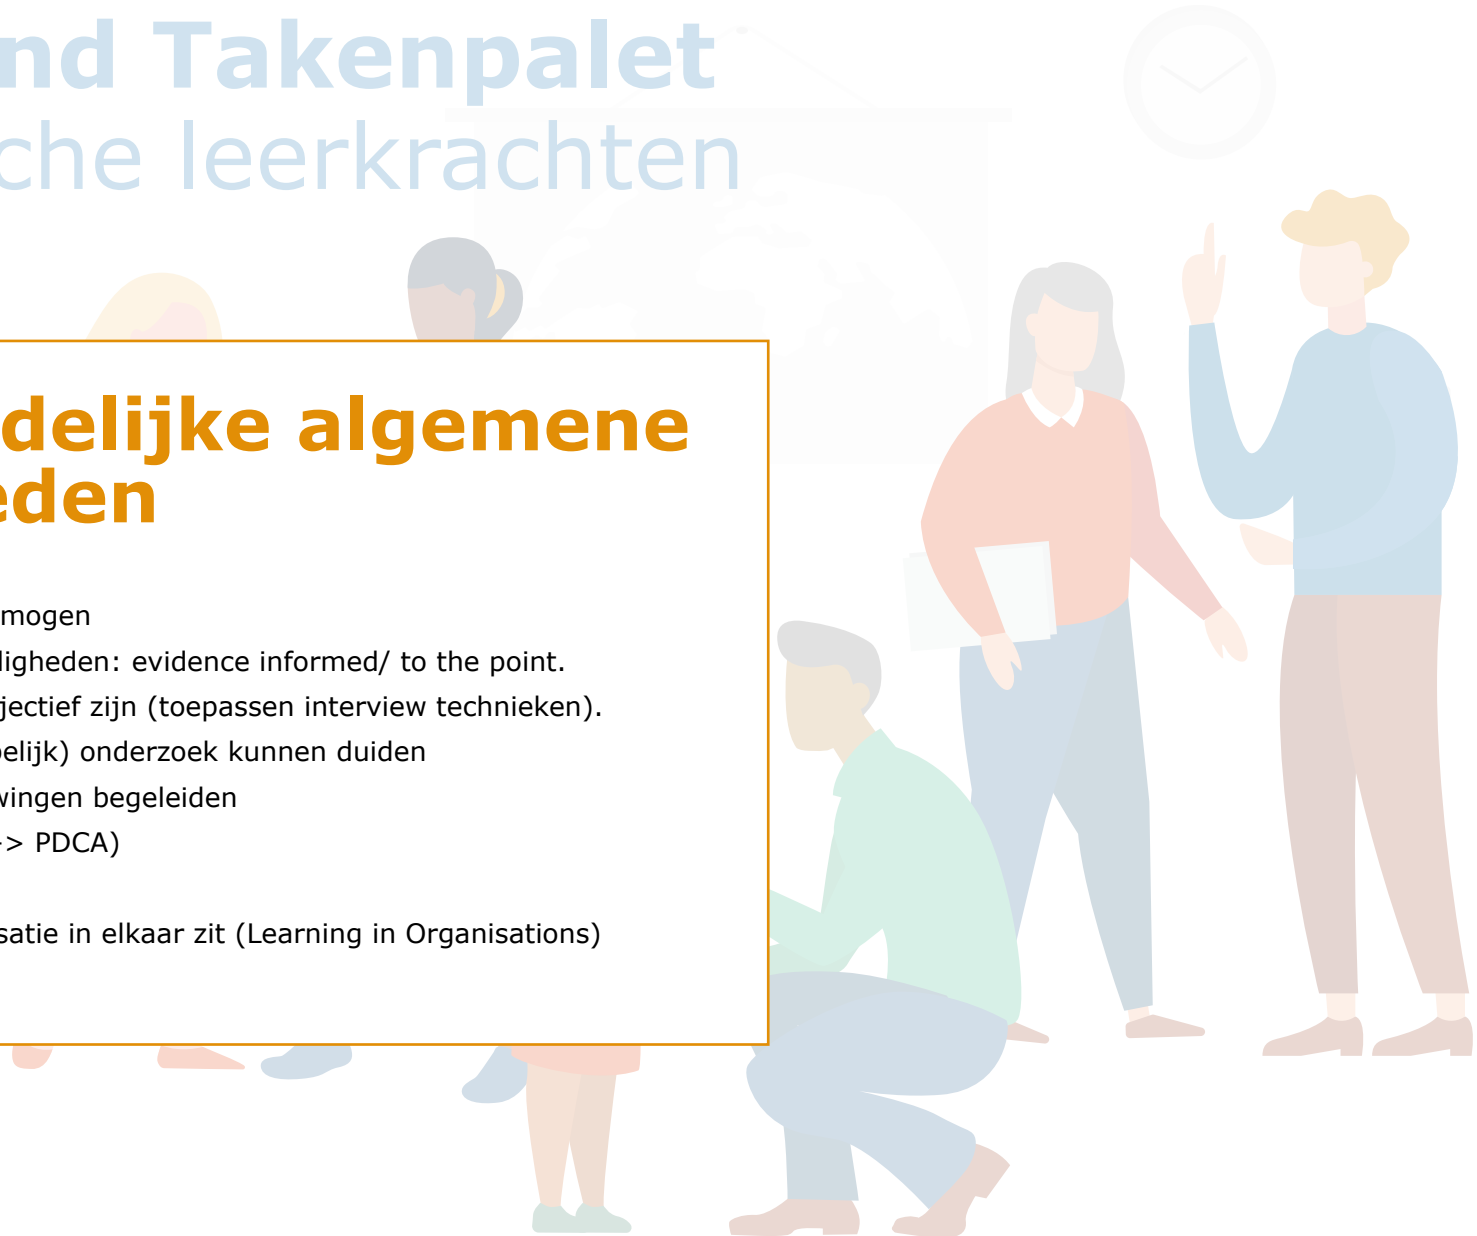 nd Takenpalet
che leerkrachten
delijke algemene
eden
mogen
ligheden: evidence informed/ to the point.
jectief zijn (toepassen interview technieken).
elijk) onderzoek kunnen duiden
wingen begeleiden
-> PDCA)
satie in elkaar zit (Learning in Organisations)